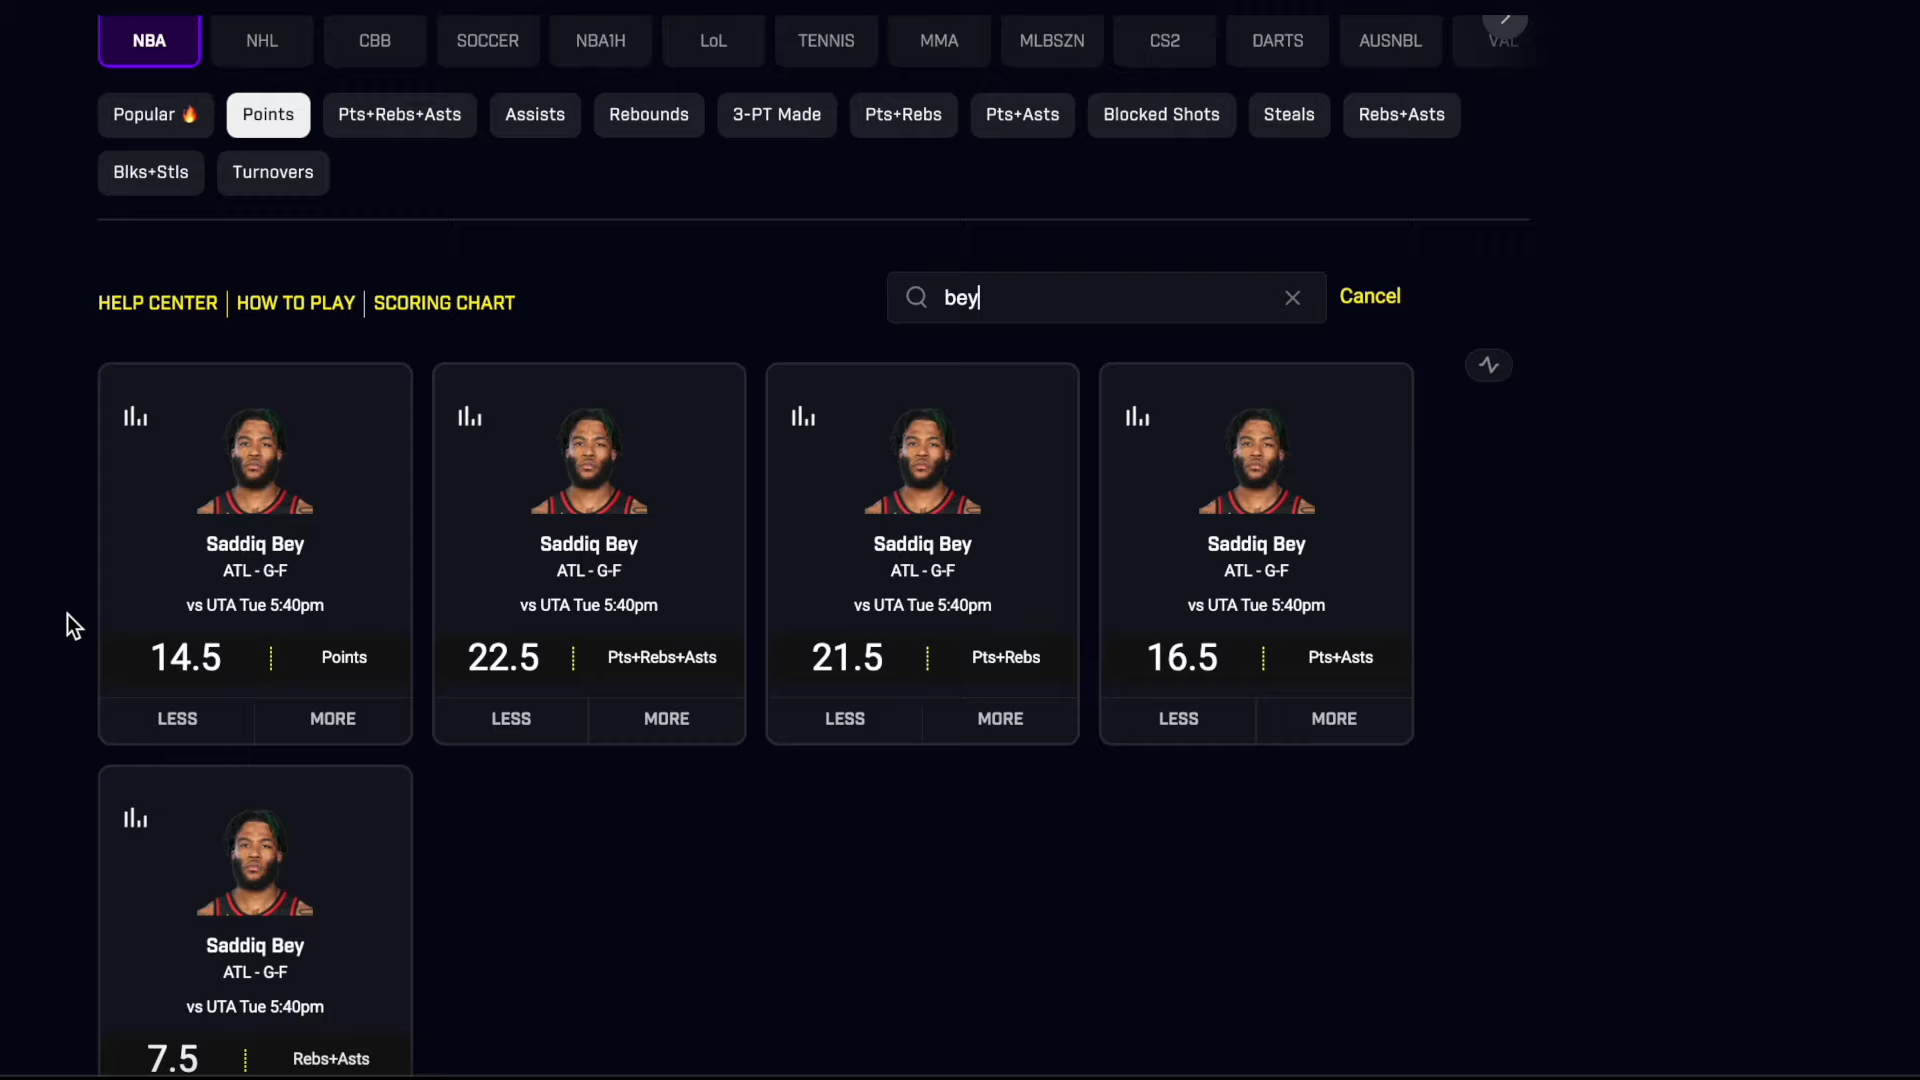 NBA
NHL
CBB
SOCCER
NBA1H
LoL
TENNIS
MMA
MLBSZN
CS2
DARTS
AUSNBL
VAL
Popular 🔥
Points
Pts+Rebs+Asts
Assists
Rebounds
3-PT Made
Pts+Rebs
Pts+Asts
Blocked Shots
Steals
Rebs+Asts
Blks+Stls
Turnovers
HELP CENTER
HOW TO PLAY
SCORING CHART
bey
Cancel
Saddiq Bey
ATL - G-F
vs UTA Tue 5:40pm
14.5
Points
LESS
MORE
Saddiq Bey
ATL - G-F
vs UTA Tue 5:40pm
22.5
Pts+Rebs+Asts
LESS
MORE
Saddiq Bey
ATL - G-F
vs UTA Tue 5:40pm
21.5
Pts+Rebs
LESS
MORE
Saddiq Bey
ATL - G-F
vs UTA Tue 5:40pm
16.5
Pts+Asts
LESS
MORE
Saddiq Bey
ATL - G-F
vs UTA Tue 5:40pm
7.5
Rebs+Asts